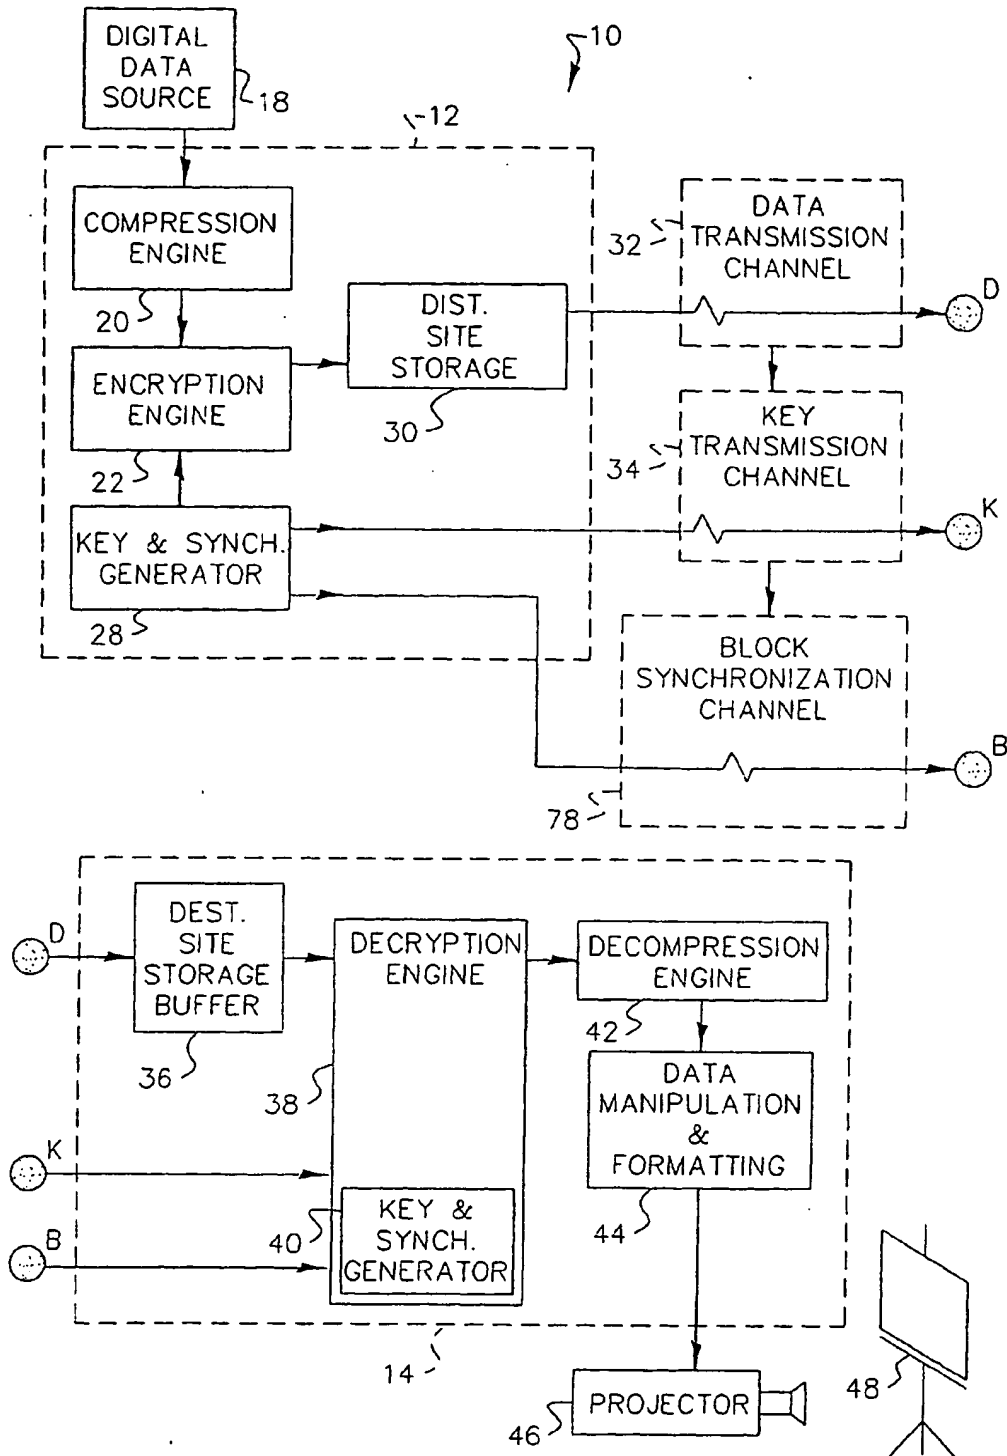 DIGITAL
DATA
SOURCE
18
10
12
COMPRESSION
ENGINE
20
ENCRYPTION
ENGINE
22
KEY & SYNCH.
GENERATOR
28
DIST.
SITE
STORAGE
30
DATA
TRANSMISSION
CHANNEL
32
D
KEY
TRANSMISSION
CHANNEL
34
K
BLOCK
SYNCHRONIZATION
CHANNEL
78
B
D
DEST.
SITE
STORAGE
BUFFER
36
DECRYPTION
ENGINE
38
K
B
KEY &
SYNCH.
GENERATOR
40
DECOMPRESSION
ENGINE
42
DATA
MANIPULATION
&
FORMATTING
44
14
PROJECTOR
46
48